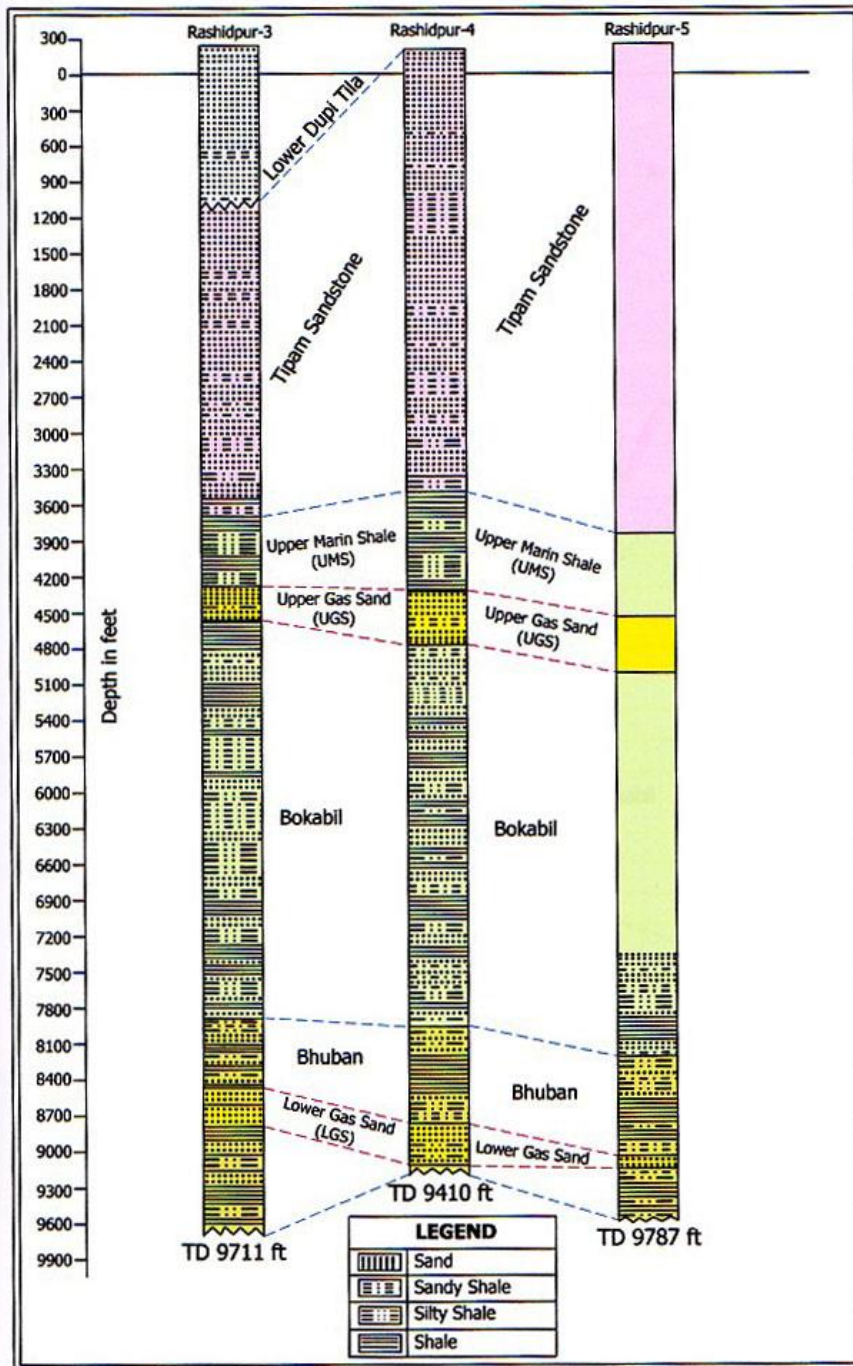 Rashidpur-3
Rashidpur-4
Rashidpur-5
300
0
300
600
900
1200
1500
1800
2100
2400
2700
3000
3300
3600
3900
4200
4500
4800
5100
5400
5700
6000
6300
6600
6900
7200
7500
7800
8100
8400
8700
9000
9300
9600
9900
Depth in feet
Lower Dupi Tila
Tipam Sandstone
Tipam Sandstone
Upper Marin Shale
(UMS)
Upper Marin Shale
(UMS)
Upper Gas Sand
(UGS)
Upper Gas Sand
(UGS)
Bokabil
Bokabil
Bhuban
Bhuban
Lower Gas Sand
(LGS)
Lower Gas Sand
TD 9711 ft
TD 9410 ft
TD 9787 ft
LEGEND
Sand
Sandy Shale
Silty Shale
Shale